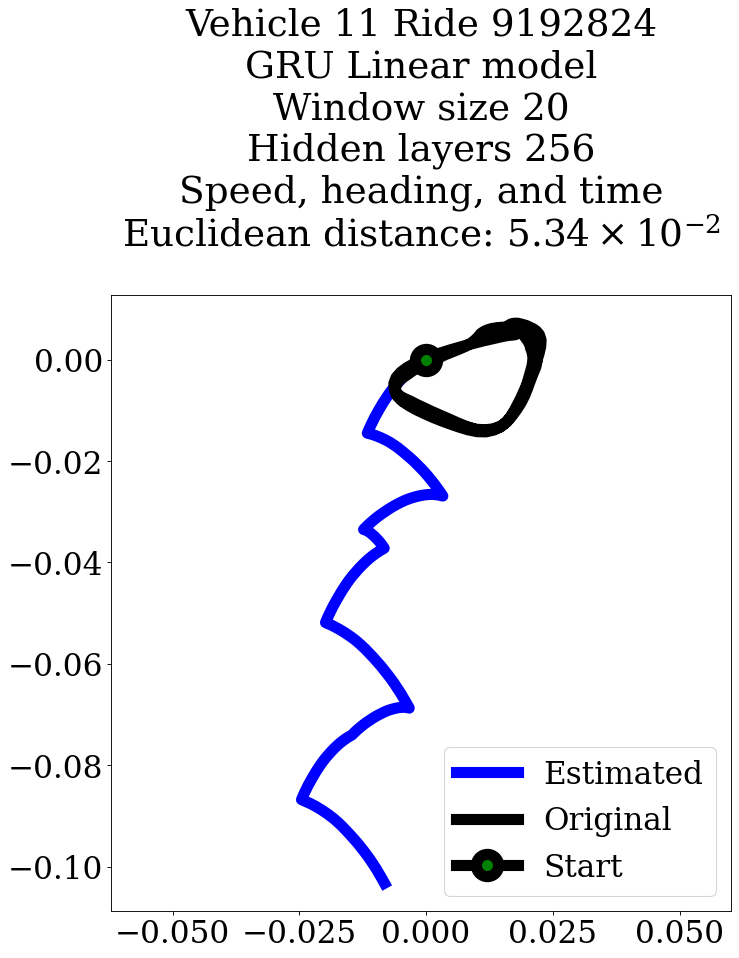 Vehicle 11 Ride 9192824
GRU Linear model
Window size 20
Hidden layers 256
Speed, heading, and time
Euclidean distance: 5.34 × 10⁻²
0.00
−0.02
−0.04
−0.06
−0.08
−0.10
Estimated
Original
Start
−0.050 −0.025 0.000 0.025 0.050